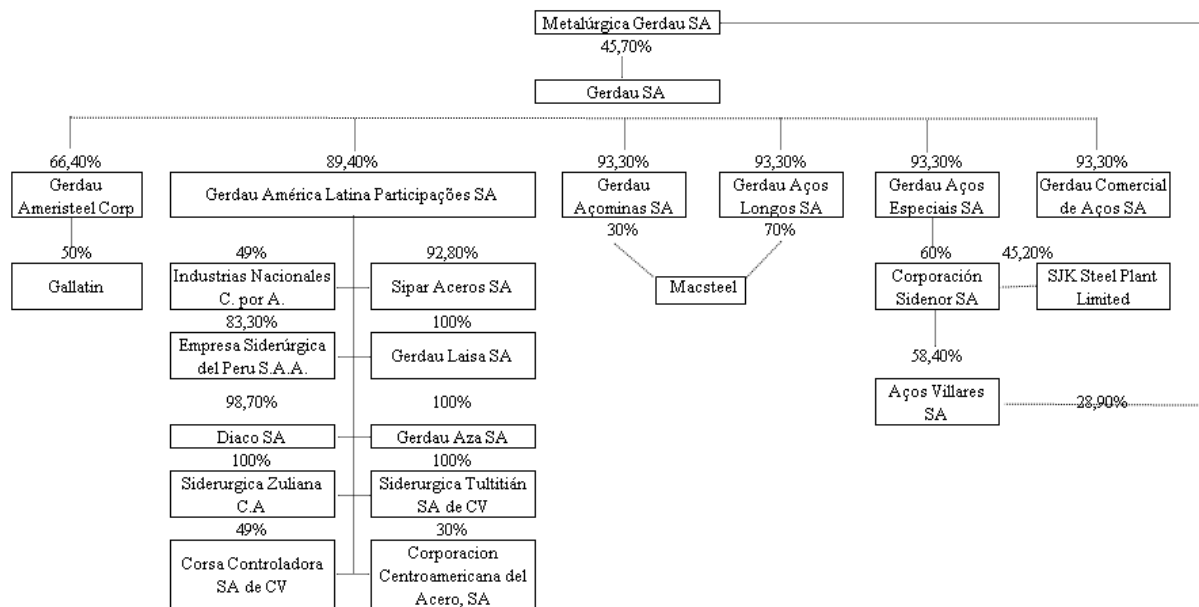 Metalúrgica Gerdau SA
45,70%
Gerdau SA
66,40%
89,40%
93,30%
93,30%
93,30%
93,30%
Gerdau
Ameristeel Corp
Gerdau América Latina Participações SA
Gerdau
Açominas SA
Gerdau Aços
Longos SA
Gerdau Aços
Especiais SA
Gerdau Comercial
de Aços SA
50%
49%
92,80%
30%
70%
60%
45,20%
Gallatin
Industrias Nacionales
C. por A.
Sipar Aceros SA
Macsteel
Corporación
Sidenor SA
SJK Steel Plant
Limited
83,30%
100%
Empresa Siderúrgica
del Peru S.A.A.
Gerdau Laisa SA
58,40%
98,70%
100%
Aços Villares
SA
28,90%
Diaco SA
Gerdau Aza SA
100%
100%
Siderurgica Zuliana
C.A
Siderurgica Tultitián
SA de CV
49%
30%
Corsa Controladora
SA de CV
Corporacion
Centroamericana del
Acero, SA